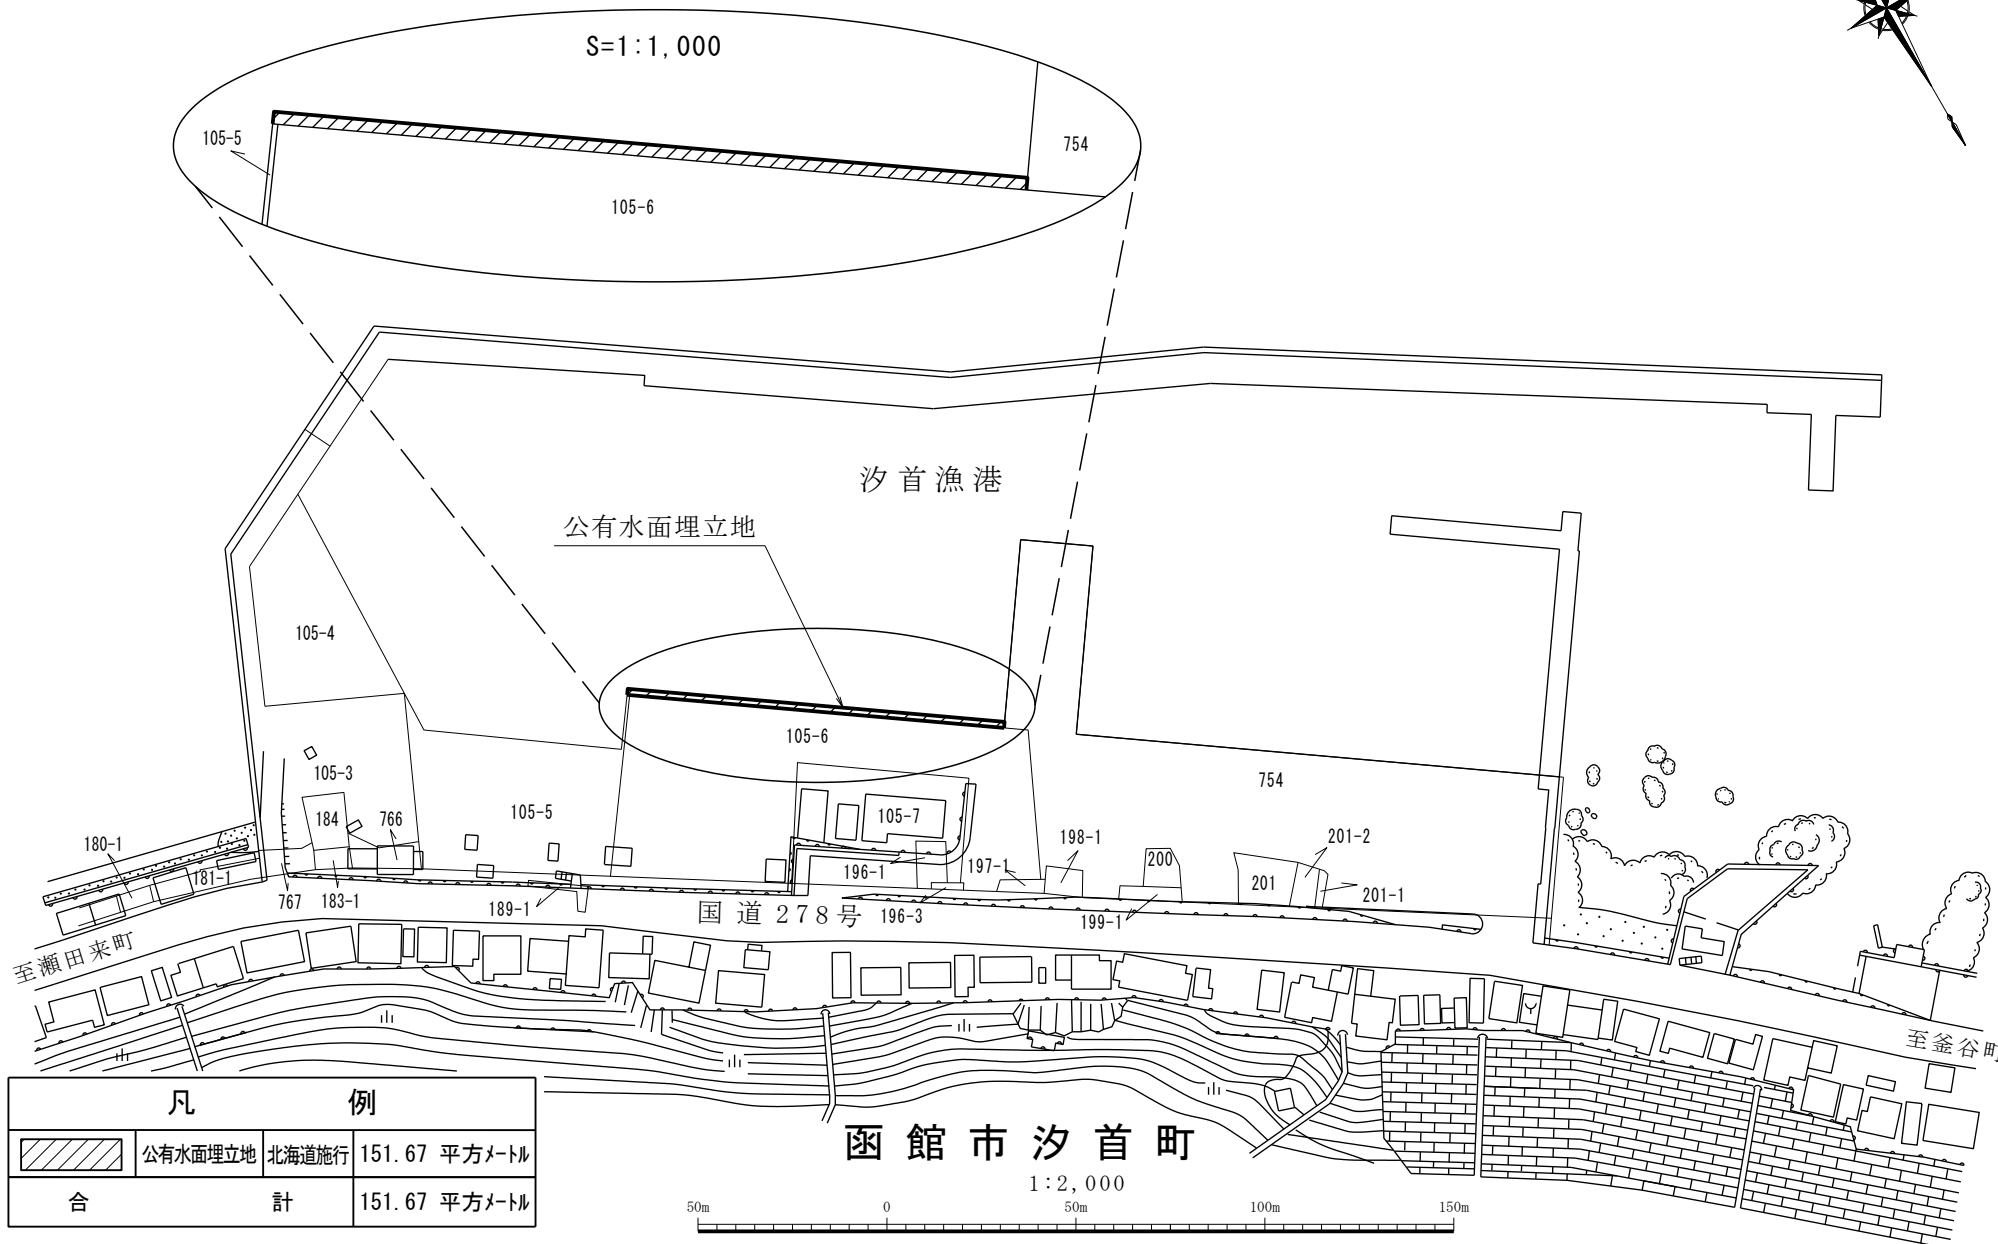 S=1:1,000
105-5
754
105-6
汐首漁港
公有水面埋立地
105-4
105-6
105-3
754
105-5
184
766
105-7
180-1
181-1
767
183-1
189-1
196-1
196-3
197-1
198-1
199-1
200
201
201-2
201-1
国道278号
至瀬田来町
至釜谷町
凡 例
公有水面埋立地 北海道施行 151.67 平方メートル
合 計 151.67 平方メートル
函館市汐首町
1:2,000
50m 0 50m 100m 150m